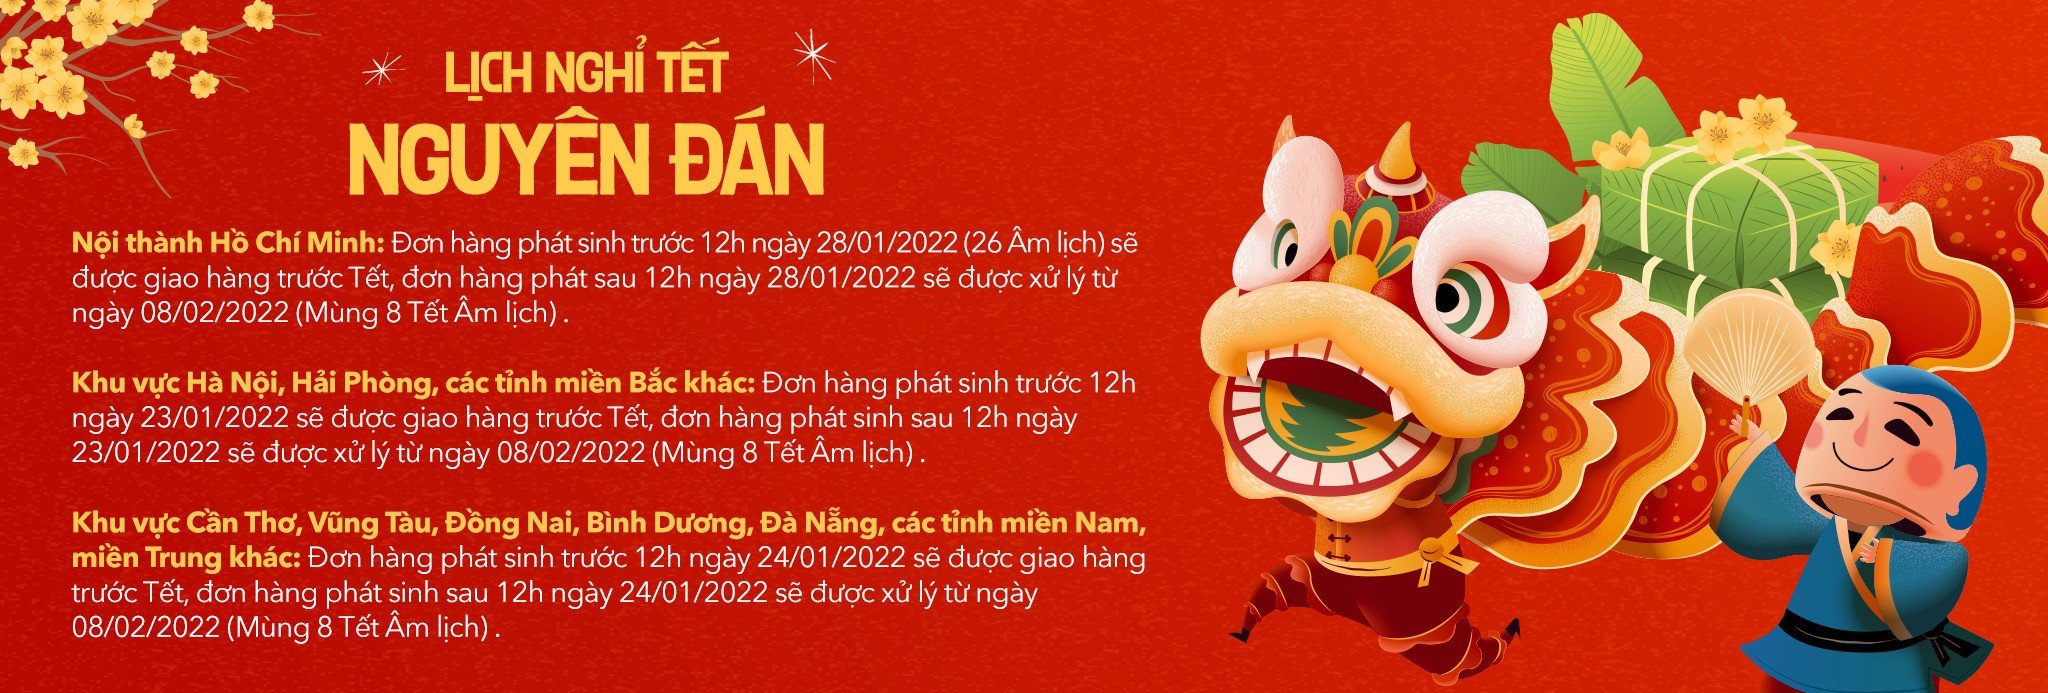 LỊCH NGHỈ TẾT
NGUYÊN ĐÁN
Nội thành Hồ Chí Minh: Đơn hàng phát sinh trước 12h ngày 28/01/2022 (26 Âm lịch) sẽ
được giao hàng trước Tết, đơn hàng phát sau 12h ngày 28/01/2022 sẽ được xử lý từ
ngày 08/02/2022 (Mùng 8 Tết Âm lịch) .
Khu vực Hà Nội, Hải Phòng, các tỉnh miền Bắc khác: Đơn hàng phát sinh trước 12h
ngày 23/01/2022 sẽ được giao hàng trước Tết, đơn hàng phát sinh sau 12h ngày
23/01/2022 sẽ được xử lý từ ngày 08/02/2022 (Mùng 8 Tết Âm lịch) .
Khu vực Cần Thơ, Vũng Tàu, Đồng Nai, Bình Dương, Đà Nẵng, các tỉnh miền Nam,
miền Trung khác: Đơn hàng phát sinh trước 12h ngày 24/01/2022 sẽ được giao hàng
trước Tết, đơn hàng phát sinh sau 12h ngày 24/01/2022 sẽ được xử lý từ ngày
08/02/2022 (Mùng 8 Tết Âm lịch) .